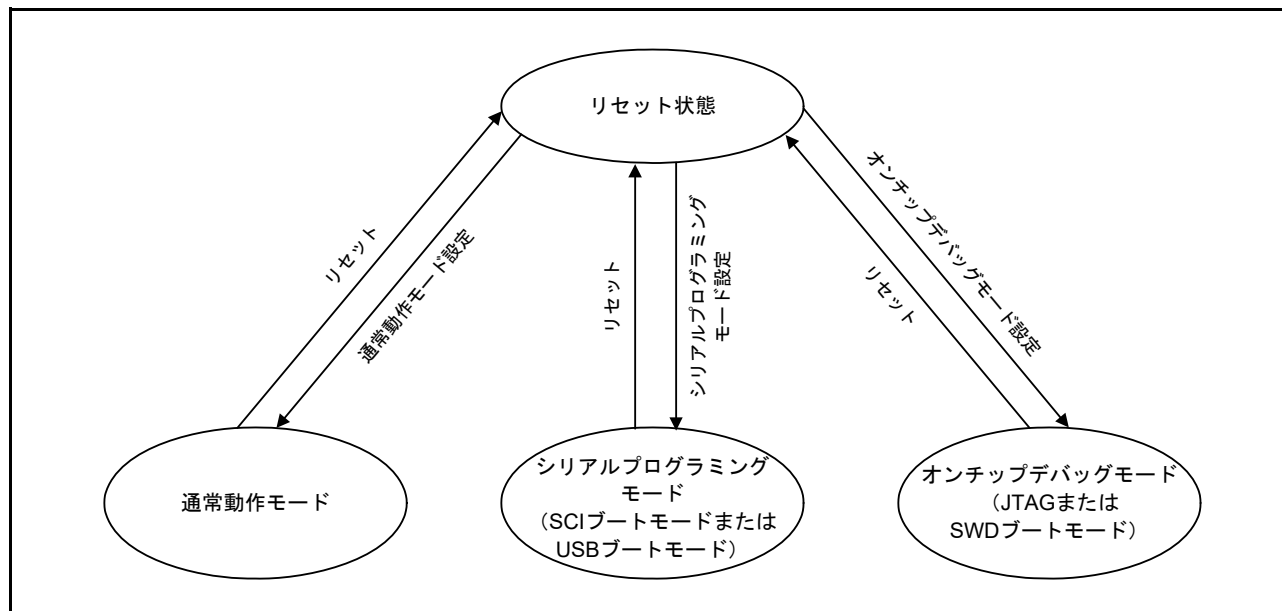 リセット状態
リセット
通常動作モード設定
リセット
シリアルプログラミング
モード設定
オンチップデバッグモード設定
リセット
通常動作モード
シリアルプログラミング
モード
(SCIブートモードまたは
USBブートモード)
オンチップデバッグモード
(JTAGまたは
SWDブートモード)